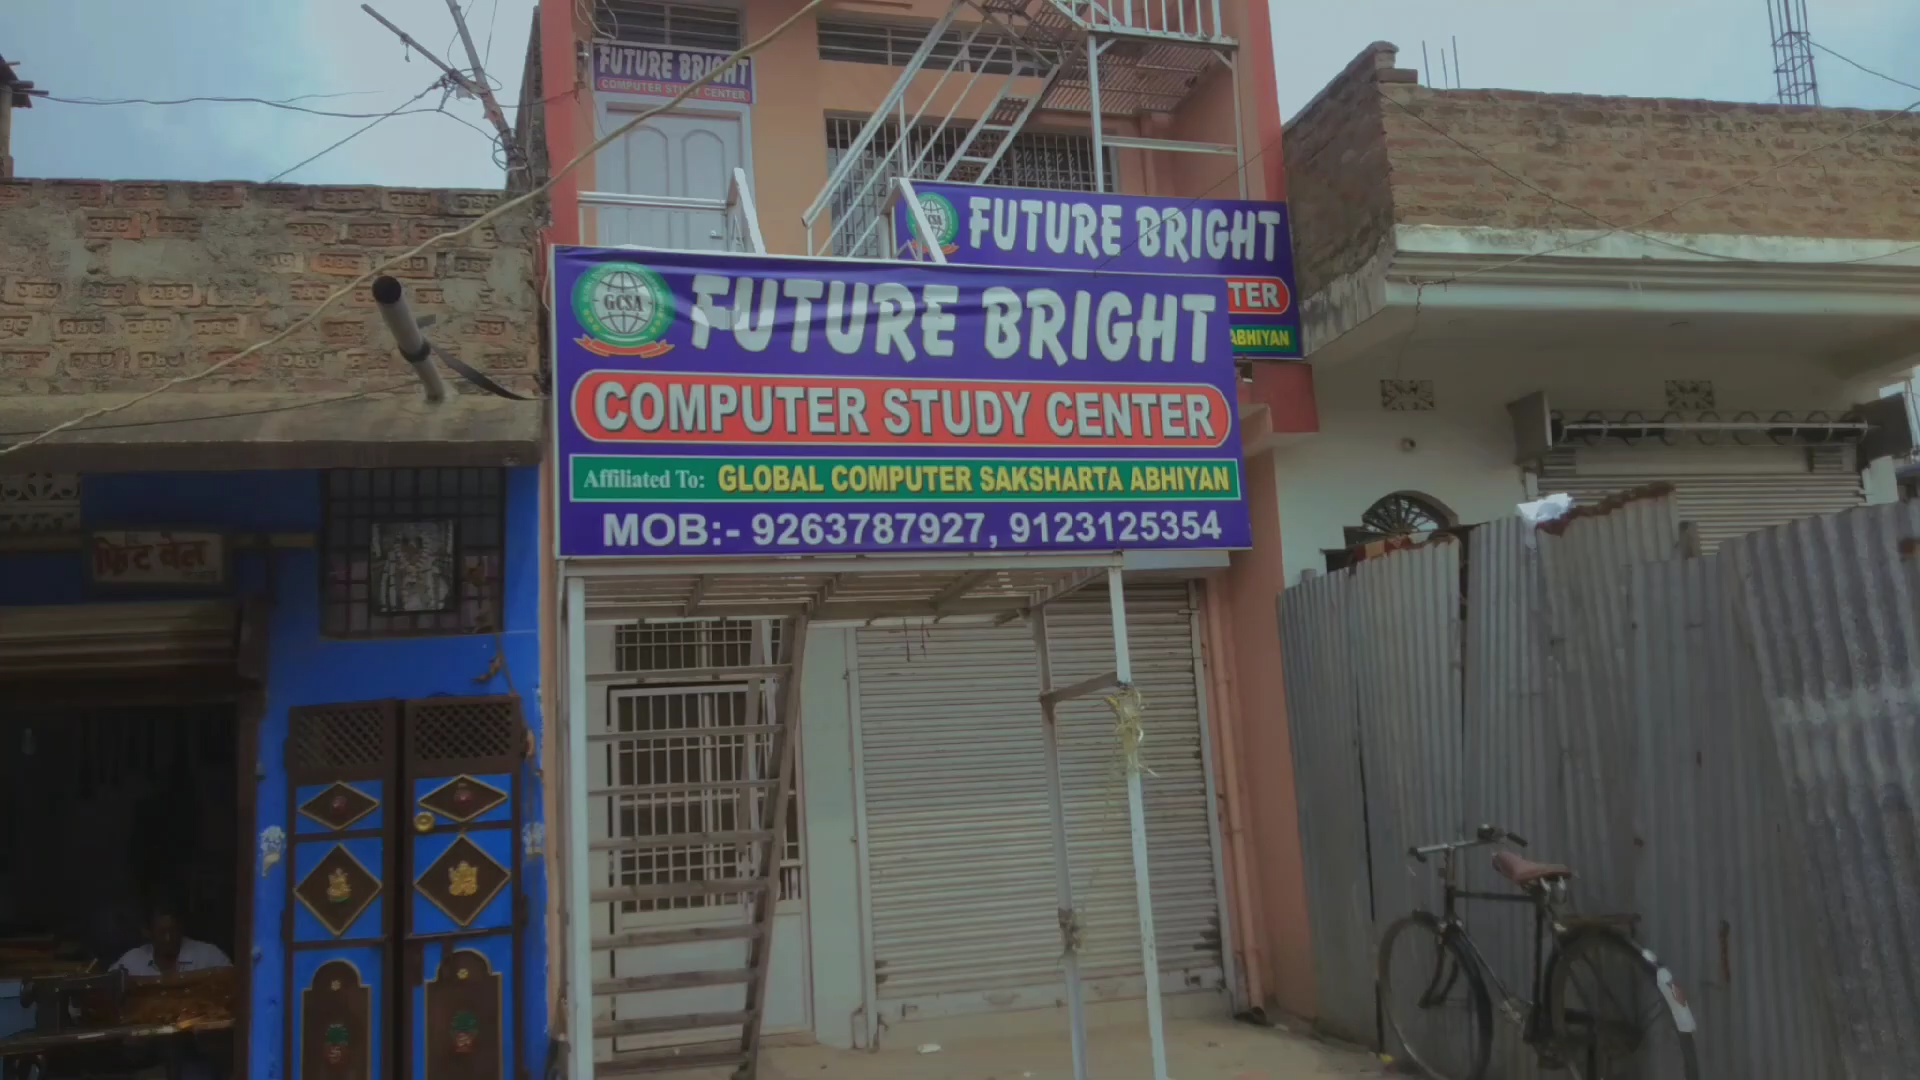 FUTURE BRIGHT
COMPUTER STUDY CENTER
FUTURE BRIGHT
TER
ABHIYAN
GCSA
FUTURE BRIGHT
COMPUTER STUDY CENTER
Affiliated To: GLOBAL COMPUTER SAKSHARTA ABHIYAN
MOB:- 9263787927, 9123125354
फिट वेल